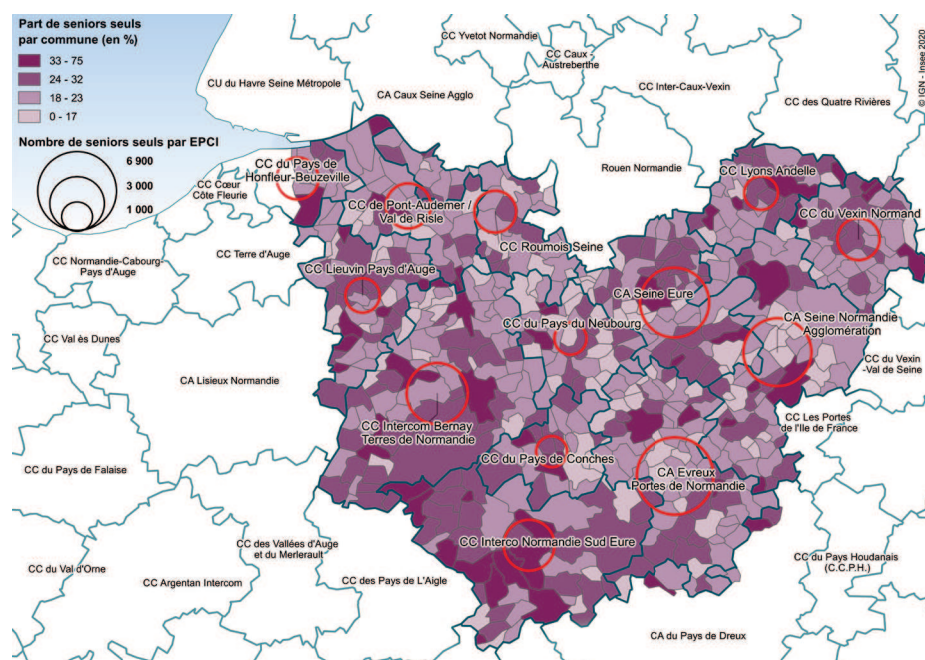 Part de seniors seuls
par commune (en %)
33 - 75
24 - 32
18 - 23
0 - 17
Nombre de seniors seuls par EPCI
6 900
3 000
1 000
© IGN - Insee 2020
CC Yvetot Normandie
CC Caux -
Austreberthe
CU du Havre Seine Métropole
CA Caux Seine Agglo
CC Inter-Caux-Vexin
CC des Quatre Rivières
CC du Pays de
Honfleur-Beuzeville
Rouen Normandie
CC Lyons Andelle
CC Cœur
Côte Fleurie
CC de Pont-Audemer /
Val de Risle
CC du Vexin Normand
CC Roumois Seine
CC Terre d'Auge
CC Normandie-Cabourg-
Pays d'Auge
CC Lieuvin Pays d'Auge
CA Seine Eure
CC du Pays du Neubourg
CA Seine Normandie
Agglomération
CC Val ès Dunes
CC du Vexin
-Val de Seine
CA Lisieux Normandie
CC Intercom Bernay
Terres de Normandie
CC Les Portes
de l'Ile de France
CC du Pays de Conches
CC du Pays de Falaise
CA Evreux
Portes de Normandie
CC des Vallées d'Auge
et du Merlerault
CC Interco Normandie Sud Eure
CC du Pays Houdanais
(C.C.P.H.)
CC du Val d'Orne
CC Argentan Intercom
CC des Pays de L'Aigle
CA du Pays de Dreux